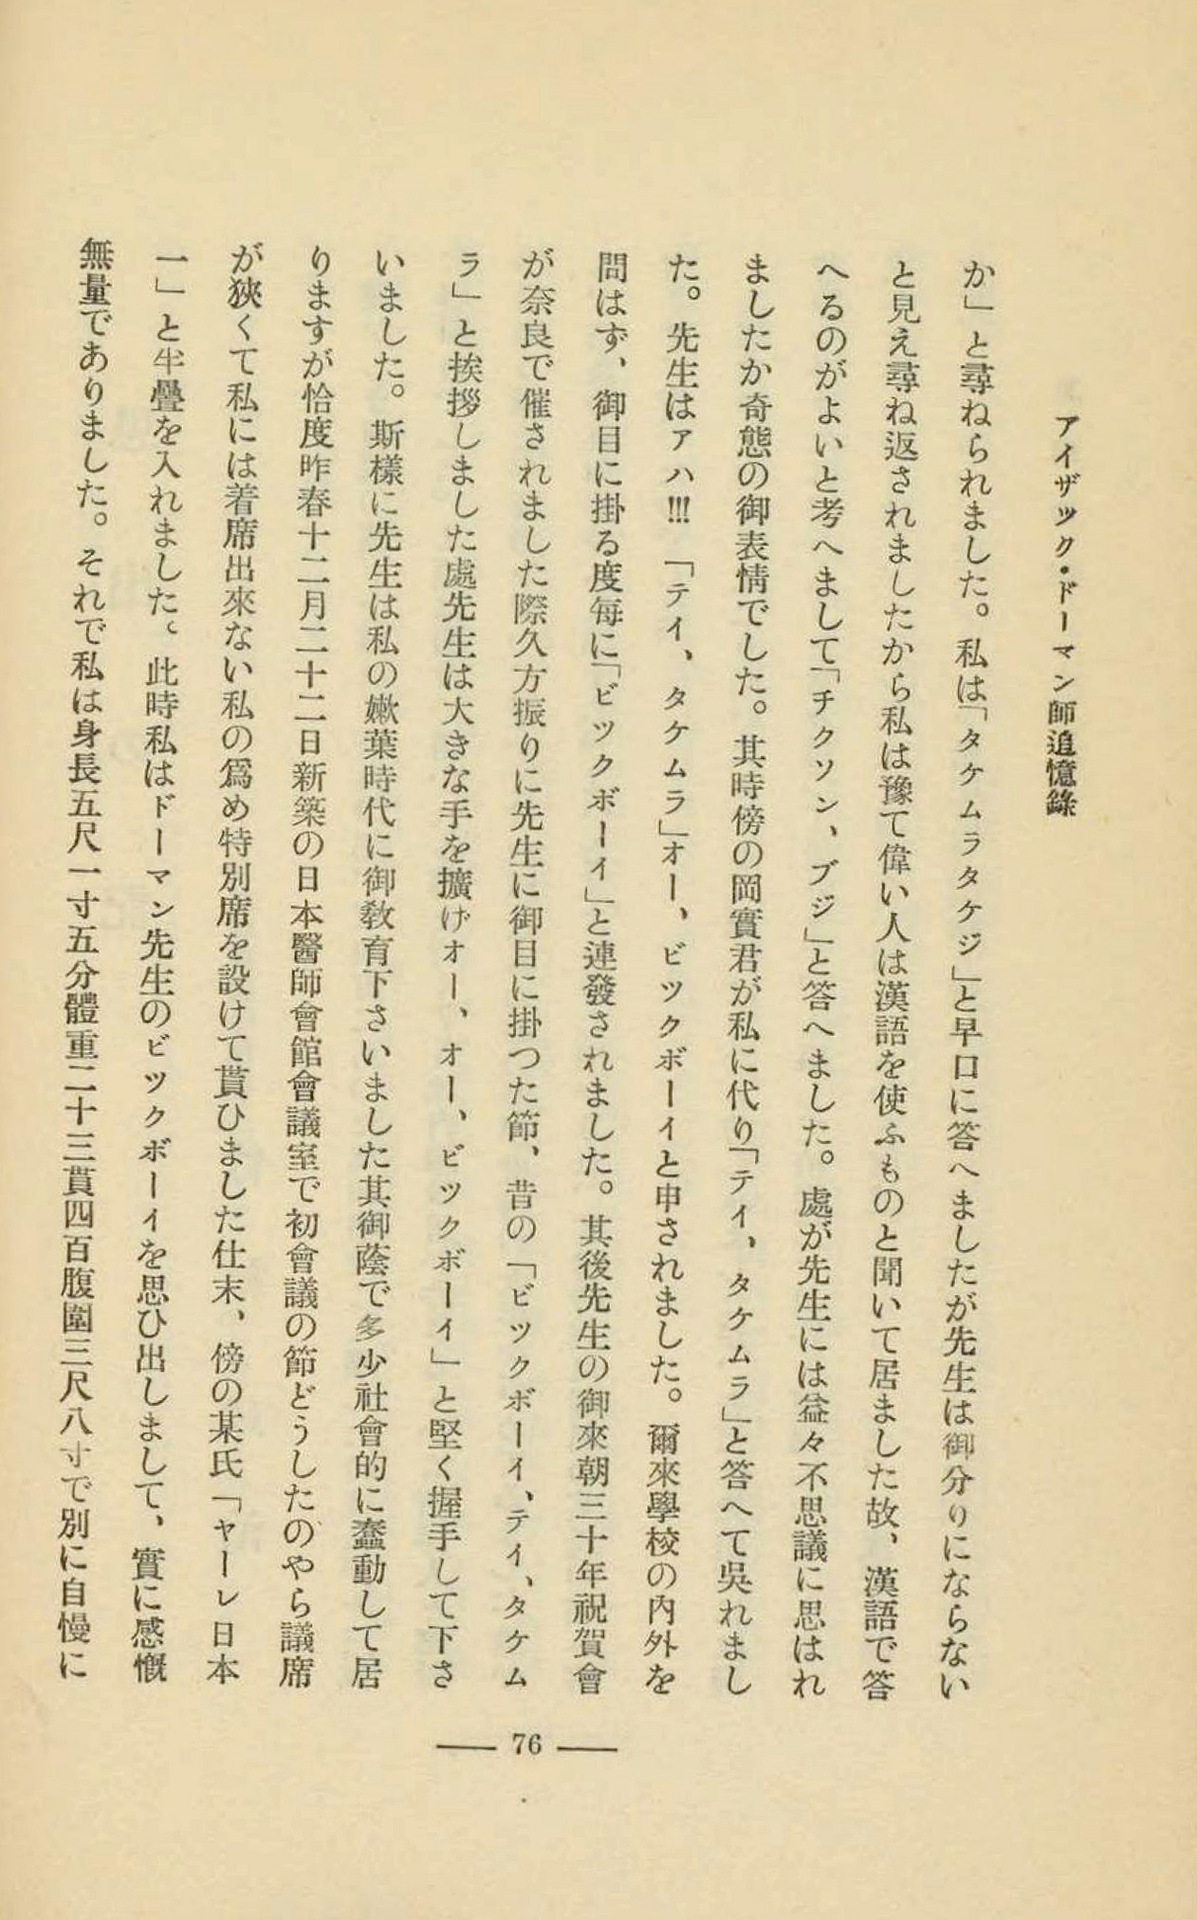 アイザック・ドーマン師追憶錄
か」と尋ねられました。私は「タケムラタケジ」と早口に答へましたが先生は御分りにならない
と見え尋ね返されましたから私は豫て偉い人は漢語を使ふものと聞いて居ました故、漢語で答
へるのがよいと考へまして「チクソン、ブジ」と答へました。處が先生には益々不思議に思はれ
ましたか奇態の御表情でした。其時傍の岡實君が私に代り「テイ、タケムラ」と答へて吳れまし
た。先生はアハ!!!「テイ、タケムラ」オー、ビックボーイと申されました。爾來學校の內外を
問はず、御目に掛る度每に「ビックボーイ」と連發されました。其後先生の御來朝三十年祝賀會
が奈良で催されました際久方振りに先生に御目に掛つた節、昔の「ビックボーイ、テイ、タケム
ラ」と挨拶しました處先生は大きな手を擴げオー、オー、ビックボーイ」と堅く握手して下さ
いました。斯樣に先生は私の嫩葉時代に御敎育下さいました其御蔭で多少社會的に蠢動して居
りますが恰度昨春十二月二十二日新築の日本醫師會館會議室で初會議の節どうしたのやら議席
が狹くて私には着席出來ない私の爲め特別席を設けて貰ひました仕末、傍の某氏「ヤーレ日本
一」と半疊を入れました、此時私はドーマン先生のビックボーイを思ひ出しまして、實に感慨
無量でありました。それで私は身長五尺一寸五分體重二十三貫四百腹圍三尺八寸で別に自慢に
76